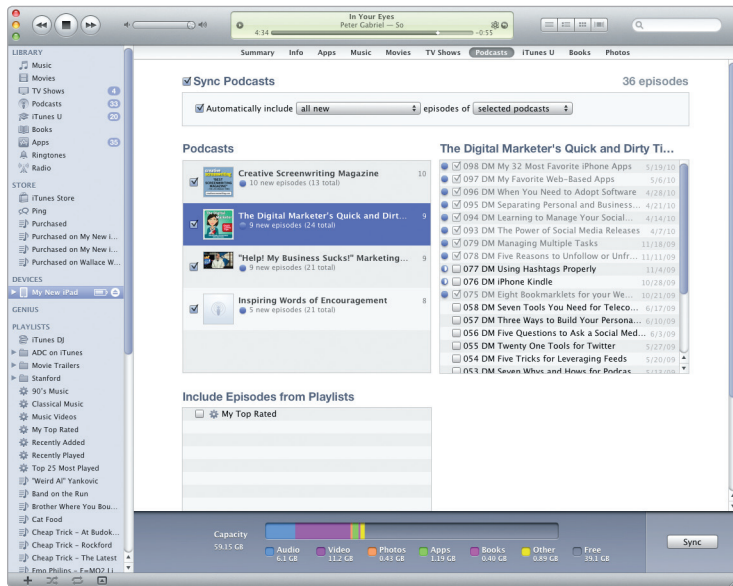 In Your Eyes
Peter Gabriel — So
4:34
-0:55
Summary Info Apps Music Movies TV Shows Podcasts iTunes U Books Photos
LIBRARY
Music
Movies
TV Shows 4
Podcasts 33
iTunes U 20
Books
Apps 35
Ringtones
Radio
STORE
iTunes Store
Ping
Purchased
Purchased on My New i...
Purchased on My New i...
Purchased on Wallace W...
DEVICES
My New iPad
GENIUS
PLAYLISTS
iTunes DJ
ADC on iTunes
Movie Trailers
Stanford
90's Music
Classical Music
Music Videos
My Top Rated
Recently Added
Recently Played
Top 25 Most Played
"Weird Al" Yankovic
Band on the Run
Brother Where You Bou...
Cat Food
Cheap Trick – At Budok...
Cheap Trick – Rockford
Cheap Trick – The Latest
Emo Philips – E=MO2 Li
Sync Podcasts 36 episodes
Automatically include all new episodes of selected podcasts
Podcasts
Creative Screenwriting Magazine 10
10 new episodes (13 total)
The Digital Marketer's Quick and Dirt... 9
9 new episodes (24 total)
"Help! My Business Sucks!" Marketing... 9
9 new episodes (21 total)
Inspiring Words of Encouragement 8
5 new episodes (21 total)
The Digital Marketer's Quick and Dirty Ti...
098 DM My 32 Most Favorite iPhone Apps 5/19/10
097 DM My Favorite Web-Based Apps 5/6/10
096 DM When You Need to Adopt Software 4/28/10
095 DM Separating Personal and Business... 4/21/10
094 DM Learning to Manage Your Social... 4/14/10
093 DM The Power of Social Media Releases 4/7/10
079 DM Managing Multiple Tasks 11/18/09
078 DM Five Reasons to Unfollow or Unfr... 11/11/09
077 DM Using Hashtags Properly 11/4/09
076 DM iPhone Kindle 10/28/09
075 DM Eight Bookmarklets for your We... 10/21/09
058 DM Seven Tools You Need for Teleco... 6/17/09
057 DM Three Ways to Build Your Persona... 6/10/09
056 DM Five Questions to Ask a Social Med... 6/3/09
055 DM Twenty One Tools for Twitter 5/27/09
054 DM Five Tricks for Leveraging Feeds 5/20/09
053 DM Seven Whys and Hows for Podcas
Include Episodes from Playlists
My Top Rated
Capacity
59.15 GB
Audio
6.1 GB
Video
11.2 GB
Photos
0.43 GB
Apps
1.19 GB
Books
0.40 GB
Other
0.89 GB
Free
39.1 GB
Sync